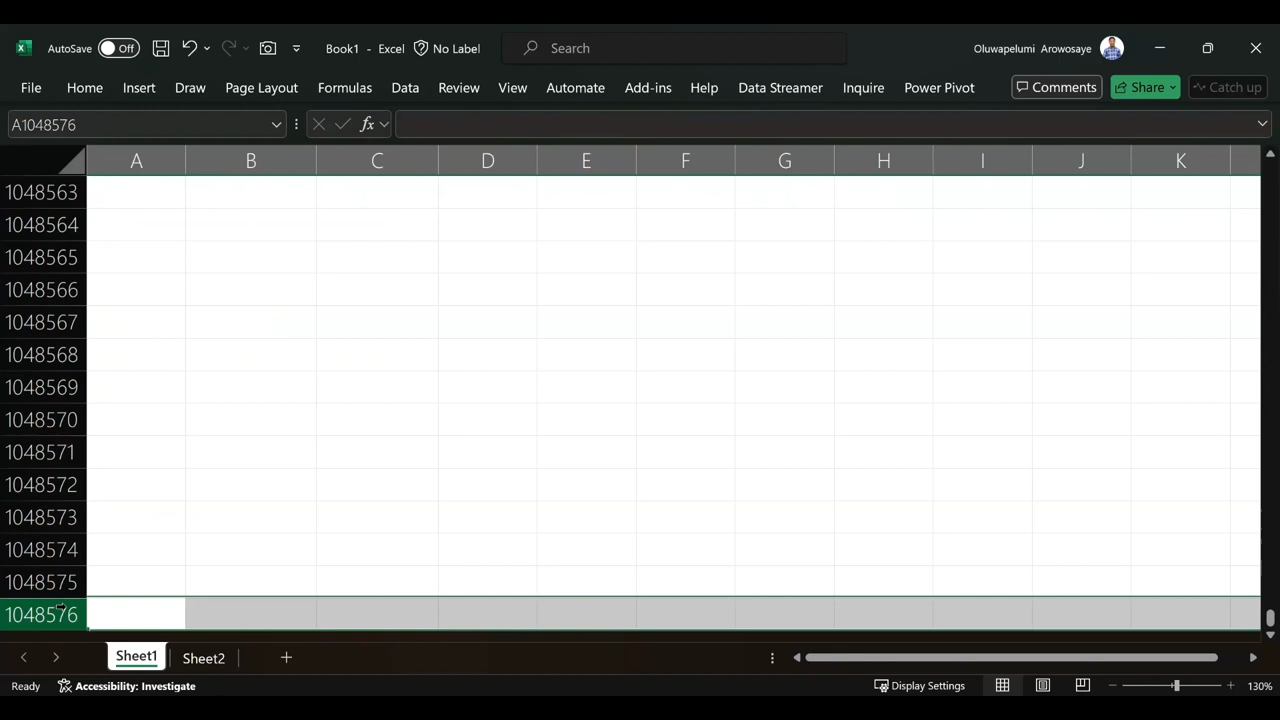 AutoSave Off Book1 - Excel No Label Search Oluwapelumi Arowosaye
File Home Insert Draw Page Layout Formulas Data Review View Automate Add-ins Help Data Streamer Inquire Power Pivot Comments Share Catch up
A1048576 fx
A B C D E F G H I J K
1048563
1048564
1048565
1048566
1048567
1048568
1048569
1048570
1048571
1048572
1048573
1048574
1048575
1048576
Sheet1 Sheet2
Ready Accessibility: Investigate Display Settings 130%